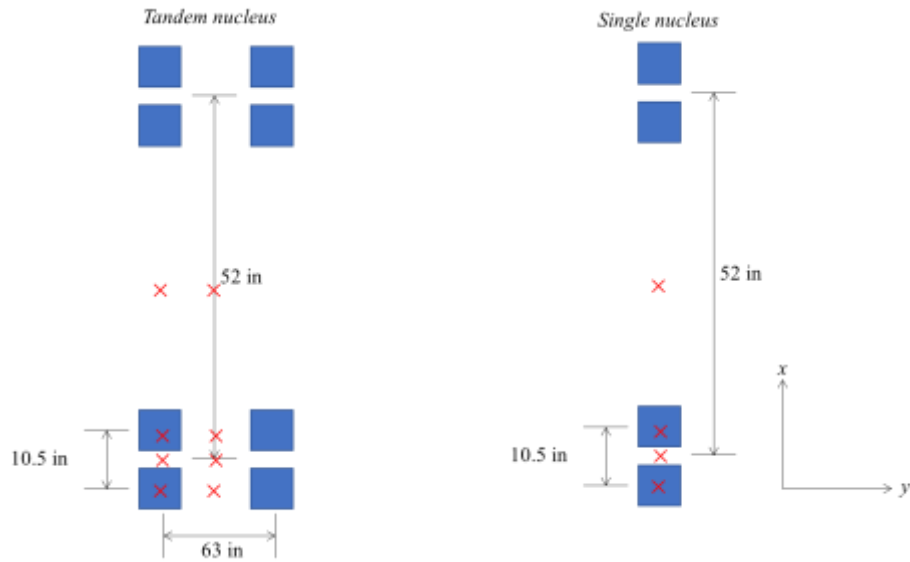 Tandem nucleus
Single nucleus
52 in
52 in
10.5 in
10.5 in
63 in
x
y